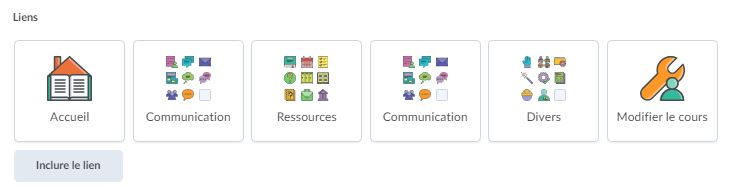 Liens
Accueil
Communication
Ressources
Communication
Divers
Modifier le cours
Inclure le lien